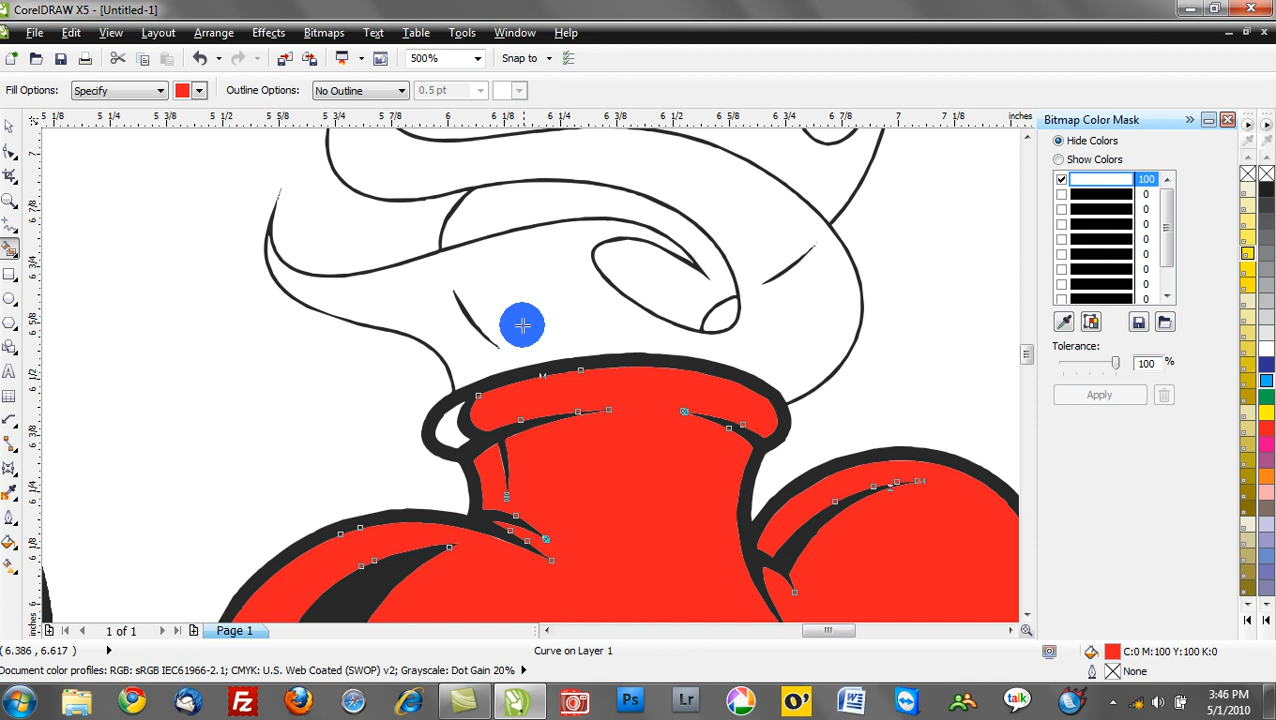 CorelDRAW X5 - [Untitled-1]
File Edit View Layout Arrange Effects Bitmaps Text Table Tools Window Help
500% Snap to
Fill Options: Specify Outline Options: No Outline 0.5 pt
5 1/8 5 1/4 5 3/8 5 1/2 5 5/8 5 3/4 5 7/8 6 6 1/8 6 1/4 6 3/8 6 1/2 6 5/8 6 3/4 6 7/8 7 7 1/8 inches
Bitmap Color Mask
Hide Colors
Show Colors
100
0
0
0
0
0
0
0
0
Tolerance:
100 %
Apply
1 of 1 Page 1
(6.386, 6.617 ) Curve on Layer 1 C:0 M:100 Y:100 K:0
Document color profiles: RGB: sRGB IEC61966-2.1; CMYK: U.S. Web Coated (SWOP) v2; Grayscale: Dot Gain 20% None
Fz Ps Lr O' W talk
3:46 PM
5/1/2010